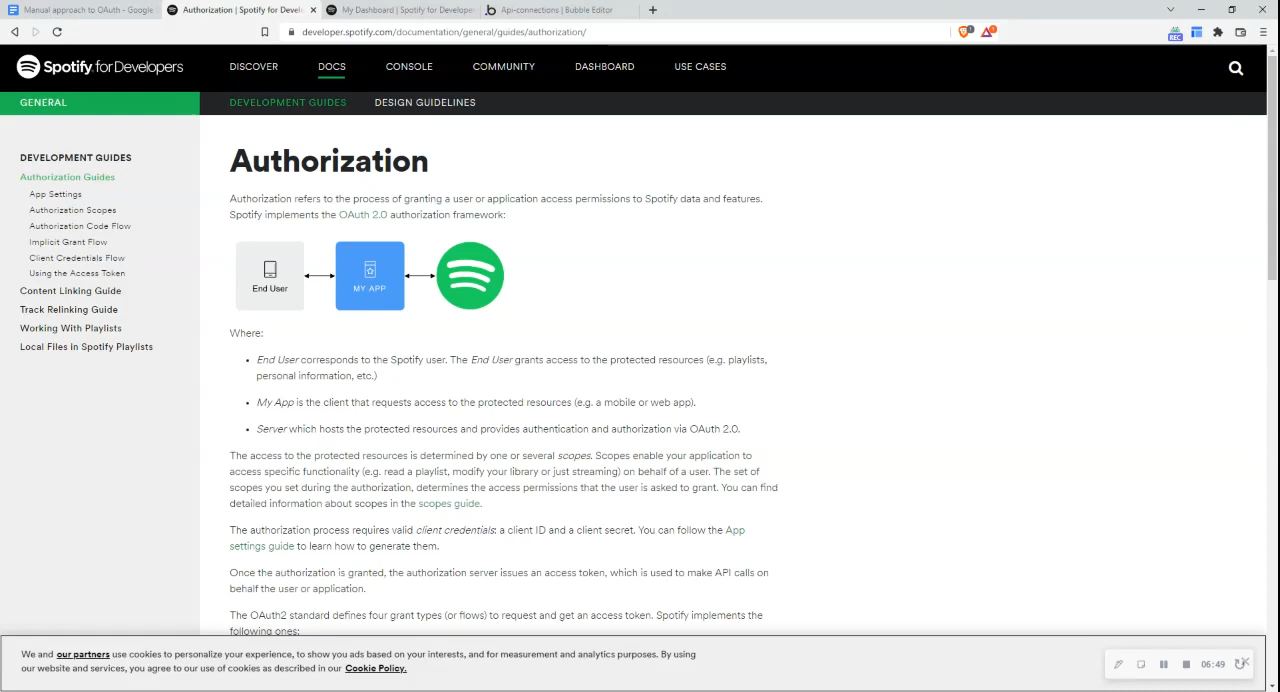 Manual approach to OAuth - Google
Authorization | Spotify for Develo
My Dashboard | Spotify for Developer
Api-connections | Bubble Editor
developer.spotify.com/documentation/general/guides/authorization/
1
1
REC
Spotify for Developers
DISCOVER
DOCS
CONSOLE
COMMUNITY
DASHBOARD
USE CASES
GENERAL
DEVELOPMENT GUIDES
DESIGN GUIDELINES
DEVELOPMENT GUIDES
Authorization Guides
App Settings
Authorization Scopes
Authorization Code Flow
Implicit Grant Flow
Client Credentials Flow
Using the Access Token
Content Linking Guide
Track Relinking Guide
Working With Playlists
Local Files in Spotify Playlists
Authorization
Authorization refers to the process of granting a user or application access permissions to Spotify data and features.
Spotify implements the OAuth 2.0 authorization framework:
End User
MY APP
Where:
• End User corresponds to the Spotify user. The End User grants access to the protected resources (e.g. playlists,
personal information, etc.)
• My App is the client that requests access to the protected resources (e.g. a mobile or web app).
• Server which hosts the protected resources and provides authentication and authorization via OAuth 2.0.
The access to the protected resources is determined by one or several scopes. Scopes enable your application to
access specific functionality (e.g. read a playlist, modify your library or just streaming) on behalf of a user. The set of
scopes you set during the authorization, determines the access permissions that the user is asked to grant. You can find
detailed information about scopes in the scopes guide.
The authorization process requires valid client credentials: a client ID and a client secret. You can follow the App
settings guide to learn how to generate them.
Once the authorization is granted, the authorization server issues an access token, which is used to make API calls on
behalf the user or application.
The OAuth2 standard defines four grant types (or flows) to request and get an access token. Spotify implements the
following ones:
We and our partners use cookies to personalize your experience, to show you ads based on your interests, and for measurement and analytics purposes. By using
our website and services, you agree to our use of cookies as described in our Cookie Policy.
06:49